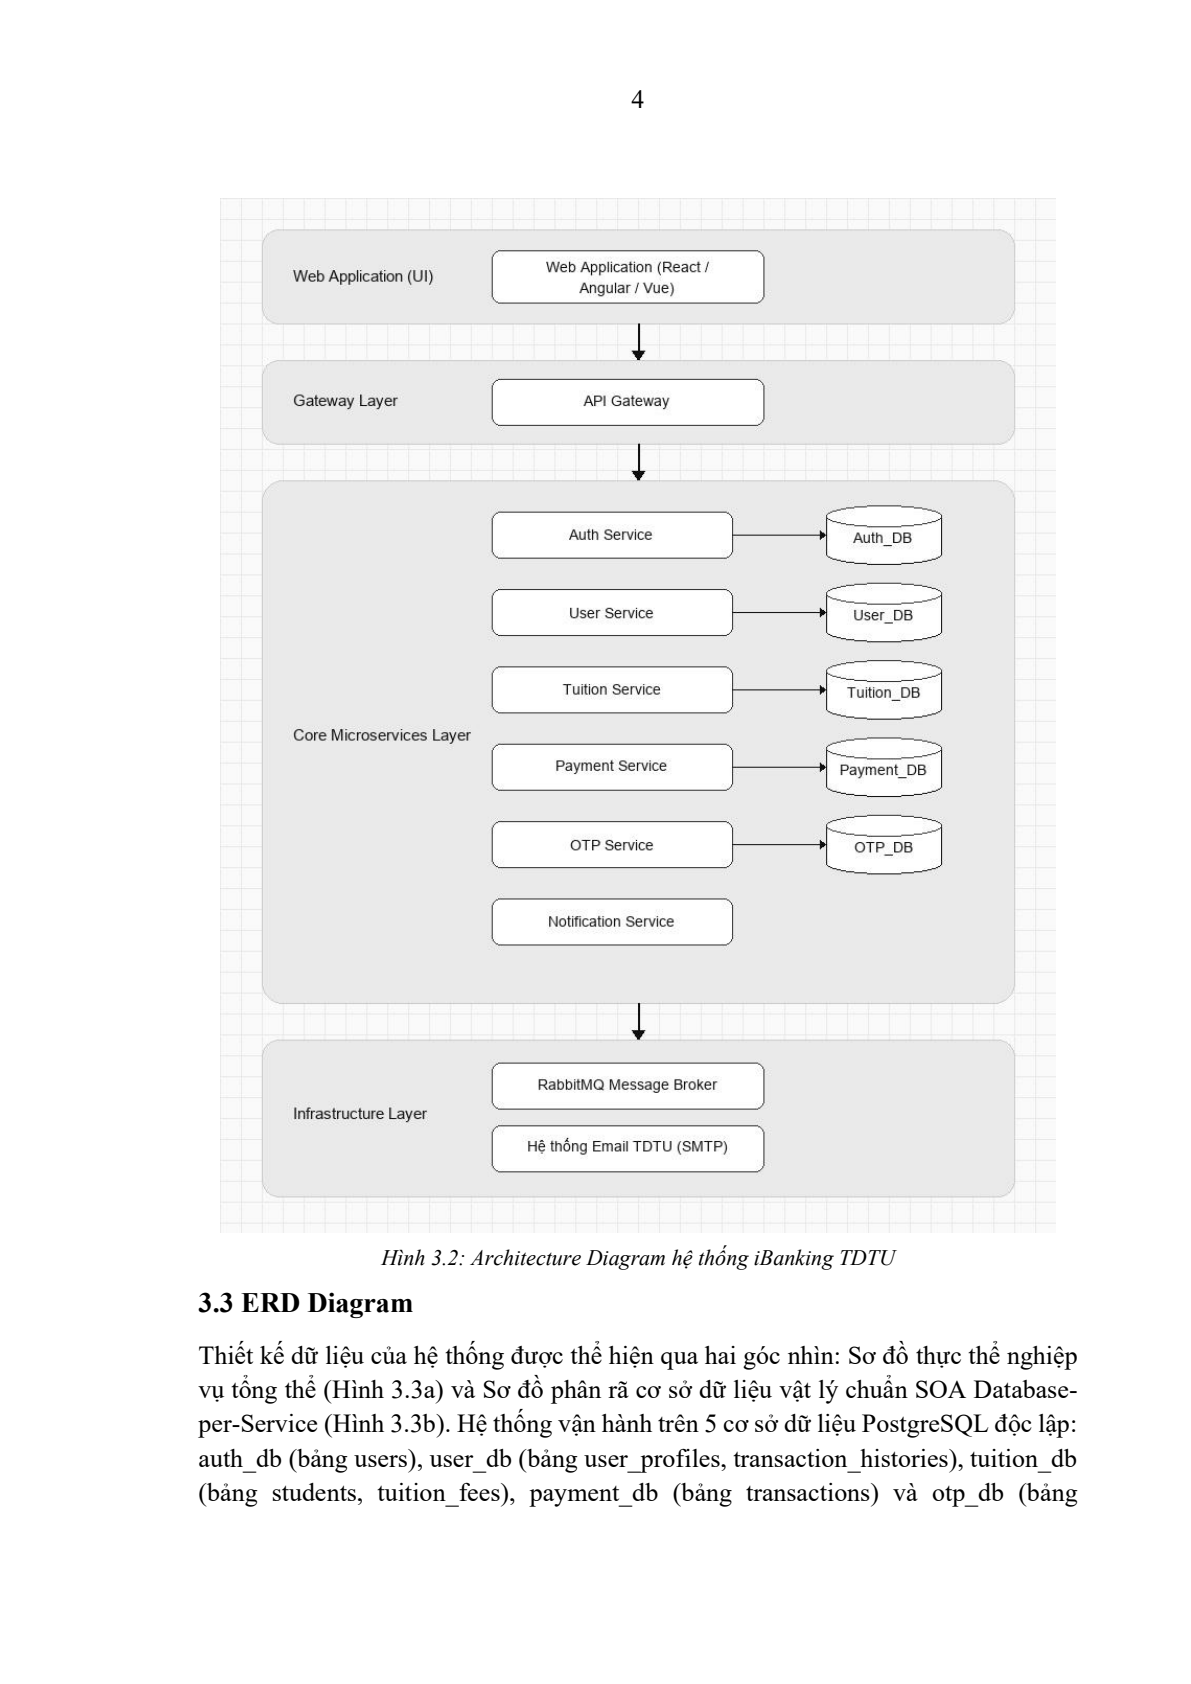 4
Web Application (UI)
Web Application (React /
Angular / Vue)
Gateway Layer
API Gateway
Core Microservices Layer
Auth Service
Auth_DB
User Service
User_DB
Tuition Service
Tuition_DB
Payment Service
Payment_DB
OTP Service
OTP_DB
Notification Service
Infrastructure Layer
RabbitMQ Message Broker
Hệ thống Email TDTU (SMTP)
Hình 3.2: Architecture Diagram hệ thống iBanking TDTU
3.3 ERD Diagram
Thiết kế dữ liệu của hệ thống được thể hiện qua hai góc nhìn: Sơ đồ thực thể nghiệp
vụ tổng thể (Hình 3.3a) và Sơ đồ phân rã cơ sở dữ liệu vật lý chuẩn SOA Database-
per-Service (Hình 3.3b). Hệ thống vận hành trên 5 cơ sở dữ liệu PostgreSQL độc lập:
auth_db (bảng users), user_db (bảng user_profiles, transaction_histories), tuition_db
(bảng students, tuition_fees), payment_db (bảng transactions) và otp_db (bảng